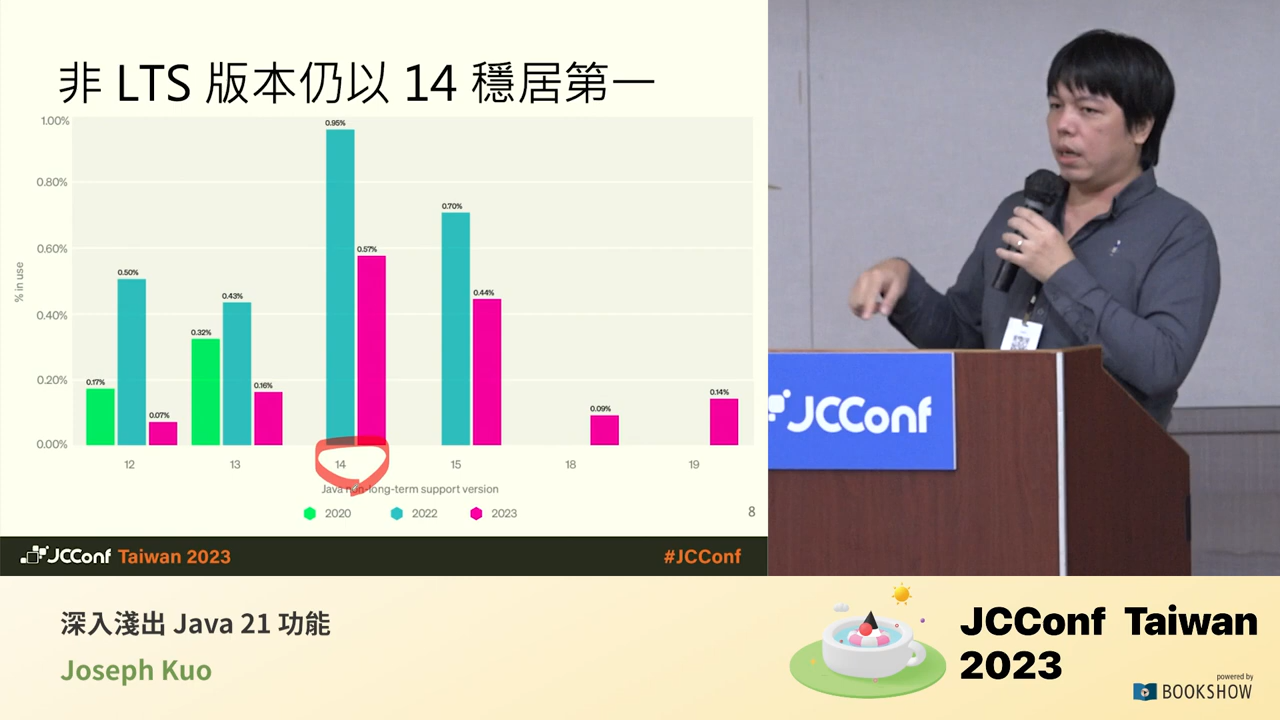 非 LTS 版本仍以 14 穩居第一
1.00%
0.80%
0.60%
0.40%
0.20%
0.00%
% in use
0.17%
0.50%
0.07%
0.32%
0.43%
0.16%
0.95%
0.57%
0.70%
0.44%
0.09%
0.14%
12
13
14
15
18
19
Java non-long-term support version
2020
2022
2023
8
JCConf Taiwan 2023
#JCConf
JCConf
深入淺出 Java 21 功能
Joseph Kuo
JCConf Taiwan
2023
powered by
BOOKSHOW